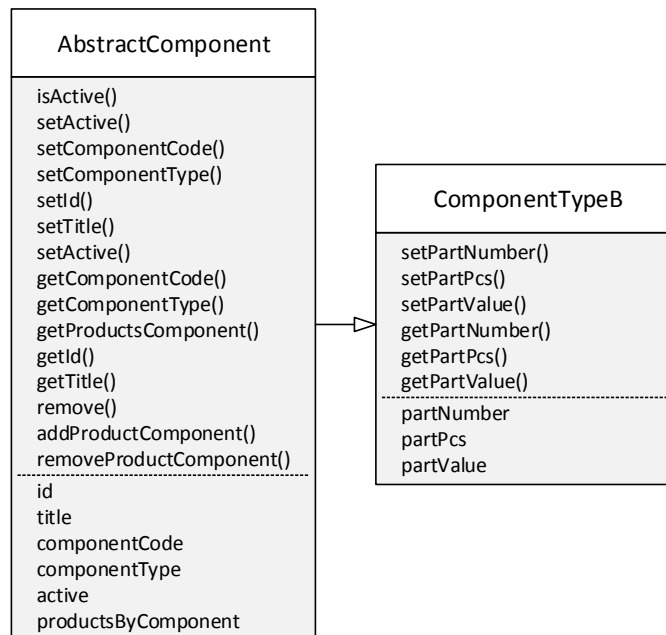 AbstractComponent
isActive()
setActive()
setComponentCode()
setComponentType()
setId()
setTitle()
setActive()
getComponentCode()
getComponentType()
getProductsComponent()
getId()
getTitle()
remove()
addProductComponent()
removeProductComponent()
id
title
componentCode
componentType
active
productsByComponent
ComponentTypeB
setPartNumber()
setPartPcs()
setPartValue()
getPartNumber()
getPartPcs()
getPartValue()
partNumber
partPcs
partValue